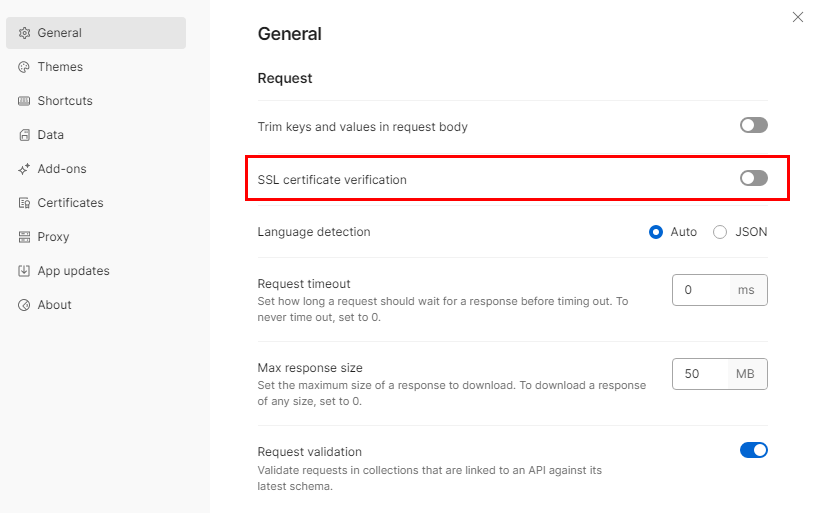 General
Themes
Shortcuts
Data
Add-ons
Certificates
Proxy
App updates
About
General
Request
Trim keys and values in request body
SSL certificate verification
Language detection
Auto
JSON
Request timeout
Set how long a request should wait for a response before timing out. To
never time out, set to 0.
0 ms
Max response size
Set the maximum size of a response to download. To download a response
of any size, set to 0.
50 MB
Request validation
Validate requests in collections that are linked to an API against its
latest schema.